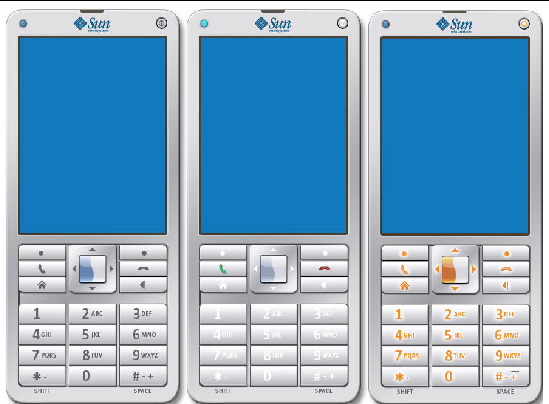 Sun Sun Sun
1 2 ABC 3 DEF
4 GHI 5 JKL 6 MNO
7 PQRS 8 TUV 9 WXYZ
* . 0 # - +
SHIFT SPACE
1 2 ABC 3 DEF
4 GHI 5 JKL 6 MNO
7 PQRS 8 TUV 9 WXYZ
* . 0 # - +
SHIFT SPACE
1 2 ABC 3 DEF
4 GHI 5 JKL 6 MNO
7 PQRS 8 TUV 9 WXYZ
* . 0 # - +
SHIFT SPACE